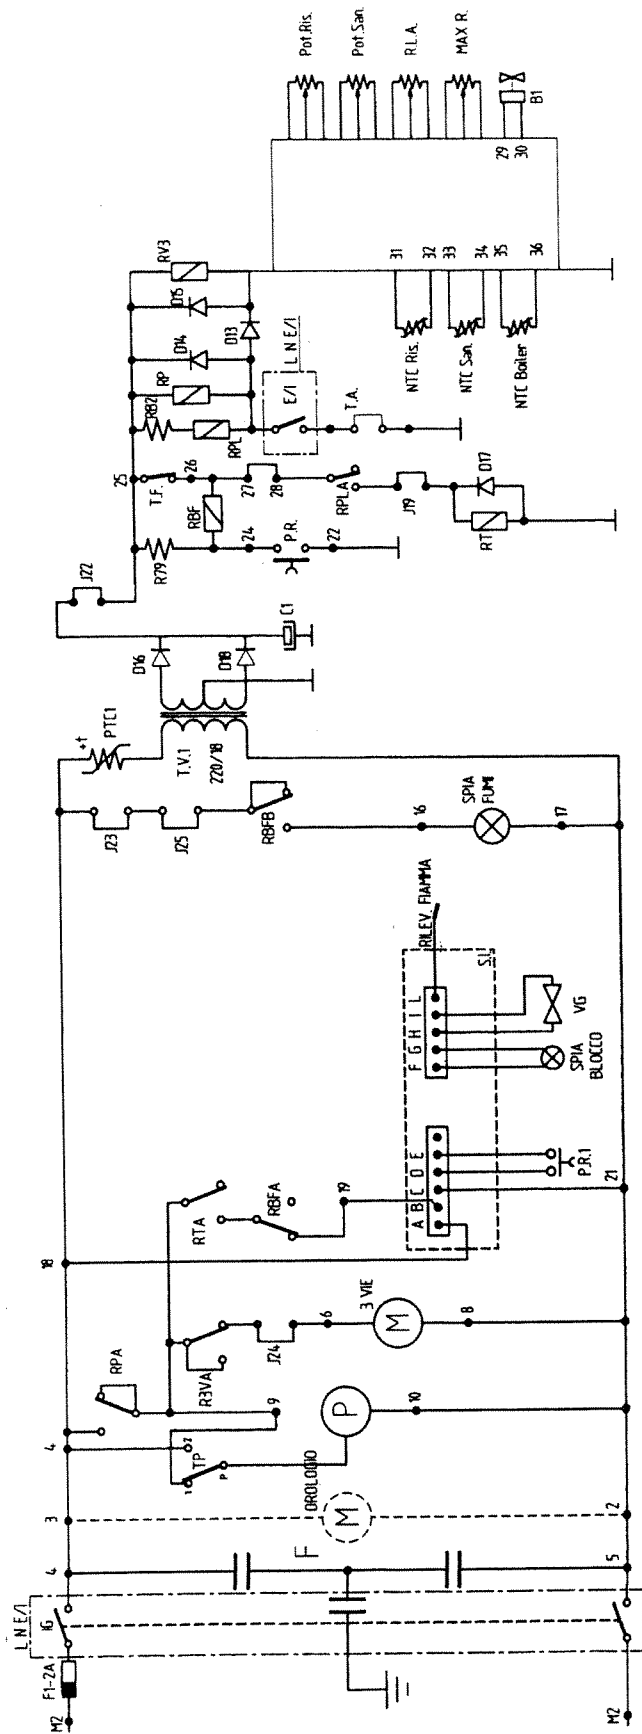 Pot.Ris.
Pot.San.
R.L.A.
MAX R.
B1
29
30
31
32
33
34
35
36
NTC Ris.
NTC San.
NTC Boiler
RV3
D15
D13
D14
RP
R82
RPL
E/I
L N E/I
T.A.
25
T.F.
26
27
28
RBF
RPLA
J19
D17
RT
R79
24
P.R.
22
J22
C1
D16
D18
+t
PTC1
T.V.1
220/18
J23
J25
RBFB
16
SPIA
FUMI
17
RILEV. FIAMMA
S.I.
F G H I L
VG
SPIA
BLOCCO
A B C D E
P.R.1
21
RTA
RBFA
19
18
3 VIE
M
6
8
J24
R3VA
RPA
9
P
10
4
TP
1
2
P
OROLOGIO
M
3
2
F
4
5
L N E/I
IG
F1-2A
M2
M2